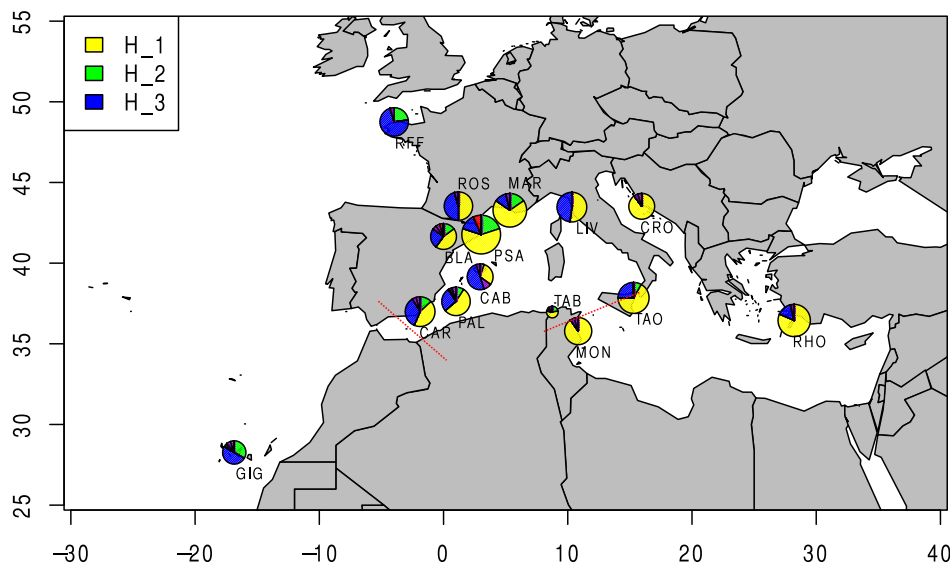 55
50
45
40
35
30
25
H_1
H_2
H_3
RFF
ROS
MAR
BLA
PSA
LIV
CRO
CAB
TAB
CAR
PAL
MON
TAO
RHO
GIG
−30
−20
−10
0
10
20
30
40